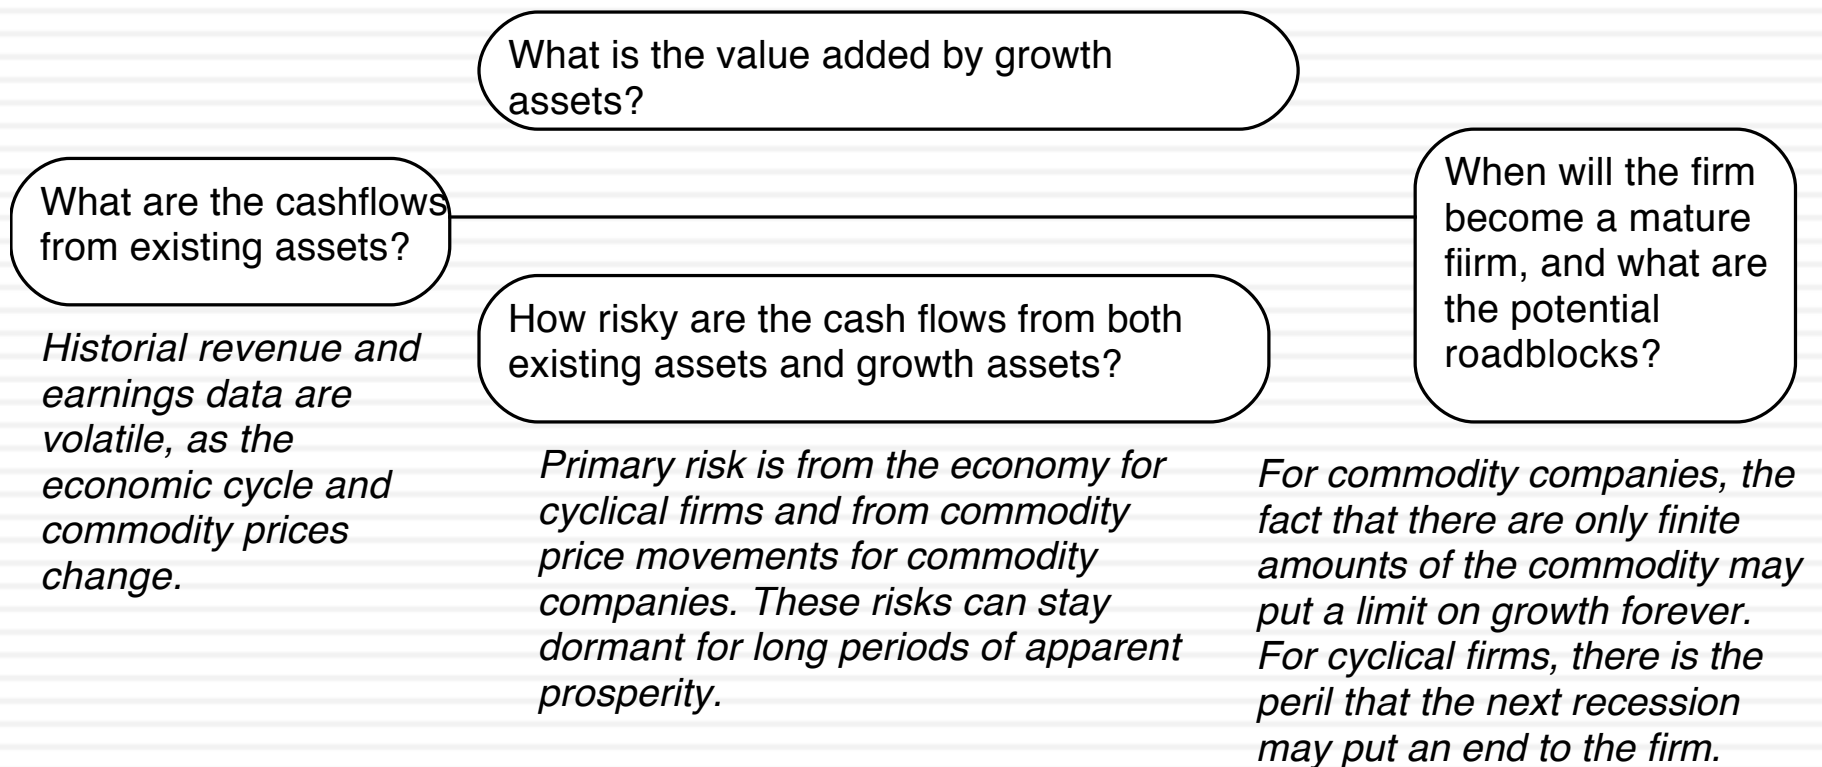 What is the value added by growth
assets?
What are the cashflows
from existing assets?
Historial revenue and
earnings data are
volatile, as the
economic cycle and
commodity prices
change.
How risky are the cash flows from both
existing assets and growth assets?
Primary risk is from the economy for
cyclical firms and from commodity
price movements for commodity
companies. These risks can stay
dormant for long periods of apparent
prosperity.
When will the firm
become a mature
fiirm, and what are
the potential
roadblocks?
For commodity companies, the
fact that there are only finite
amounts of the commodity may
put a limit on growth forever.
For cyclical firms, there is the
peril that the next recession
may put an end to the firm.